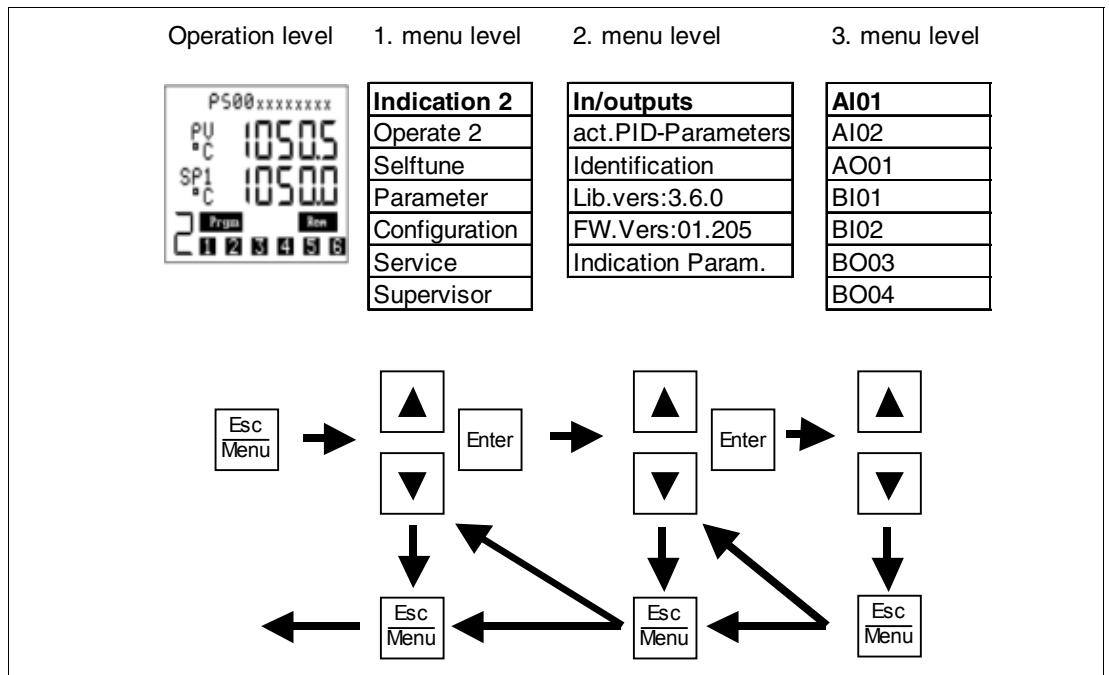 Operation level 1. menu level 2. menu level 3. menu level
PS00xxxxxxxx
PV
°C
1050.5
SP1
°C
1050.0
Prgm Rem
2 1 2 3 4 5 6
Indication 2
Operate 2
Selftune
Parameter
Configuration
Service
Supervisor
In/outputs
act.PID-Parameters
Identification
Lib.vers:3.6.0
FW.Vers:01.205
Indication Param.
AI01
AI02
AO01
BI01
BI02
BO03
BO04
Esc
Menu
▲
▼
Enter
▲
▼
Enter
▲
▼
Esc
Menu
Esc
Menu
Esc
Menu